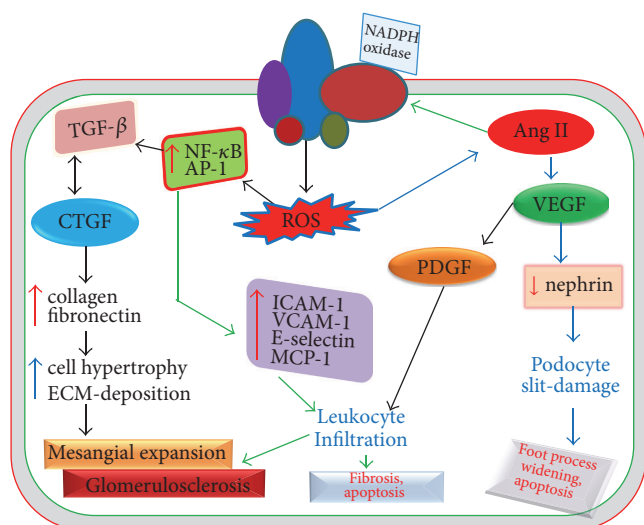 NADPH
oxidase
TGF-β
↑ NF-κB
AP-1
Ang II
CTGF
ROS
VEGF
PDGF
↑ collagen
fibronectin
↑ ICAM-1
VCAM-1
E-selectin
MCP-1
↓ nephrin
↑ cell hypertrophy
ECM-deposition
Podocyte
slit-damage
Leukocyte
Infiltration
Mesangial expansion
Glomerulosclerosis
Fibrosis,
apoptosis
Foot process
widening,
apoptosis